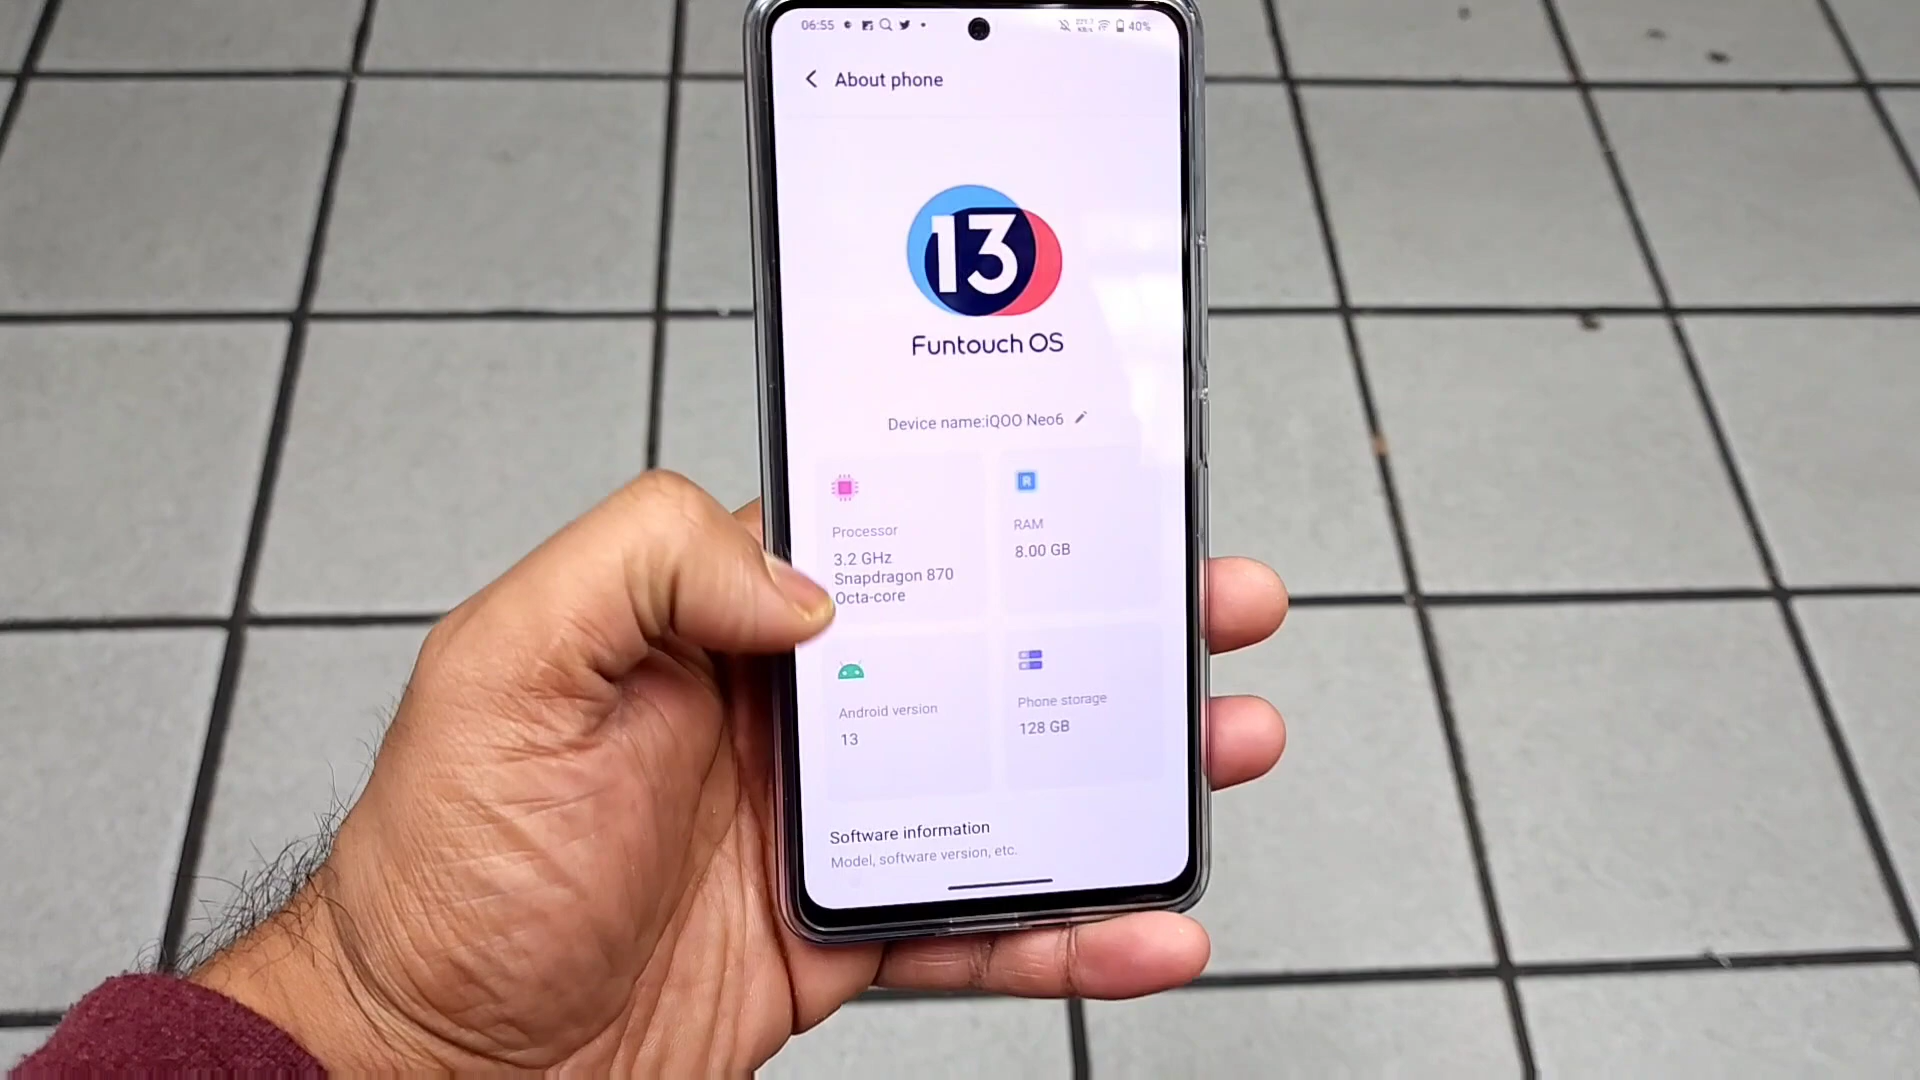 06:55
40%
About phone
13
Funtouch OS
Device name:iQOO Neo6
R
Processor
3.2 GHz
Snapdragon 870
Octa-core
RAM
8.00 GB
Android version
13
Phone storage
128 GB
Software information
Model, software version, etc.